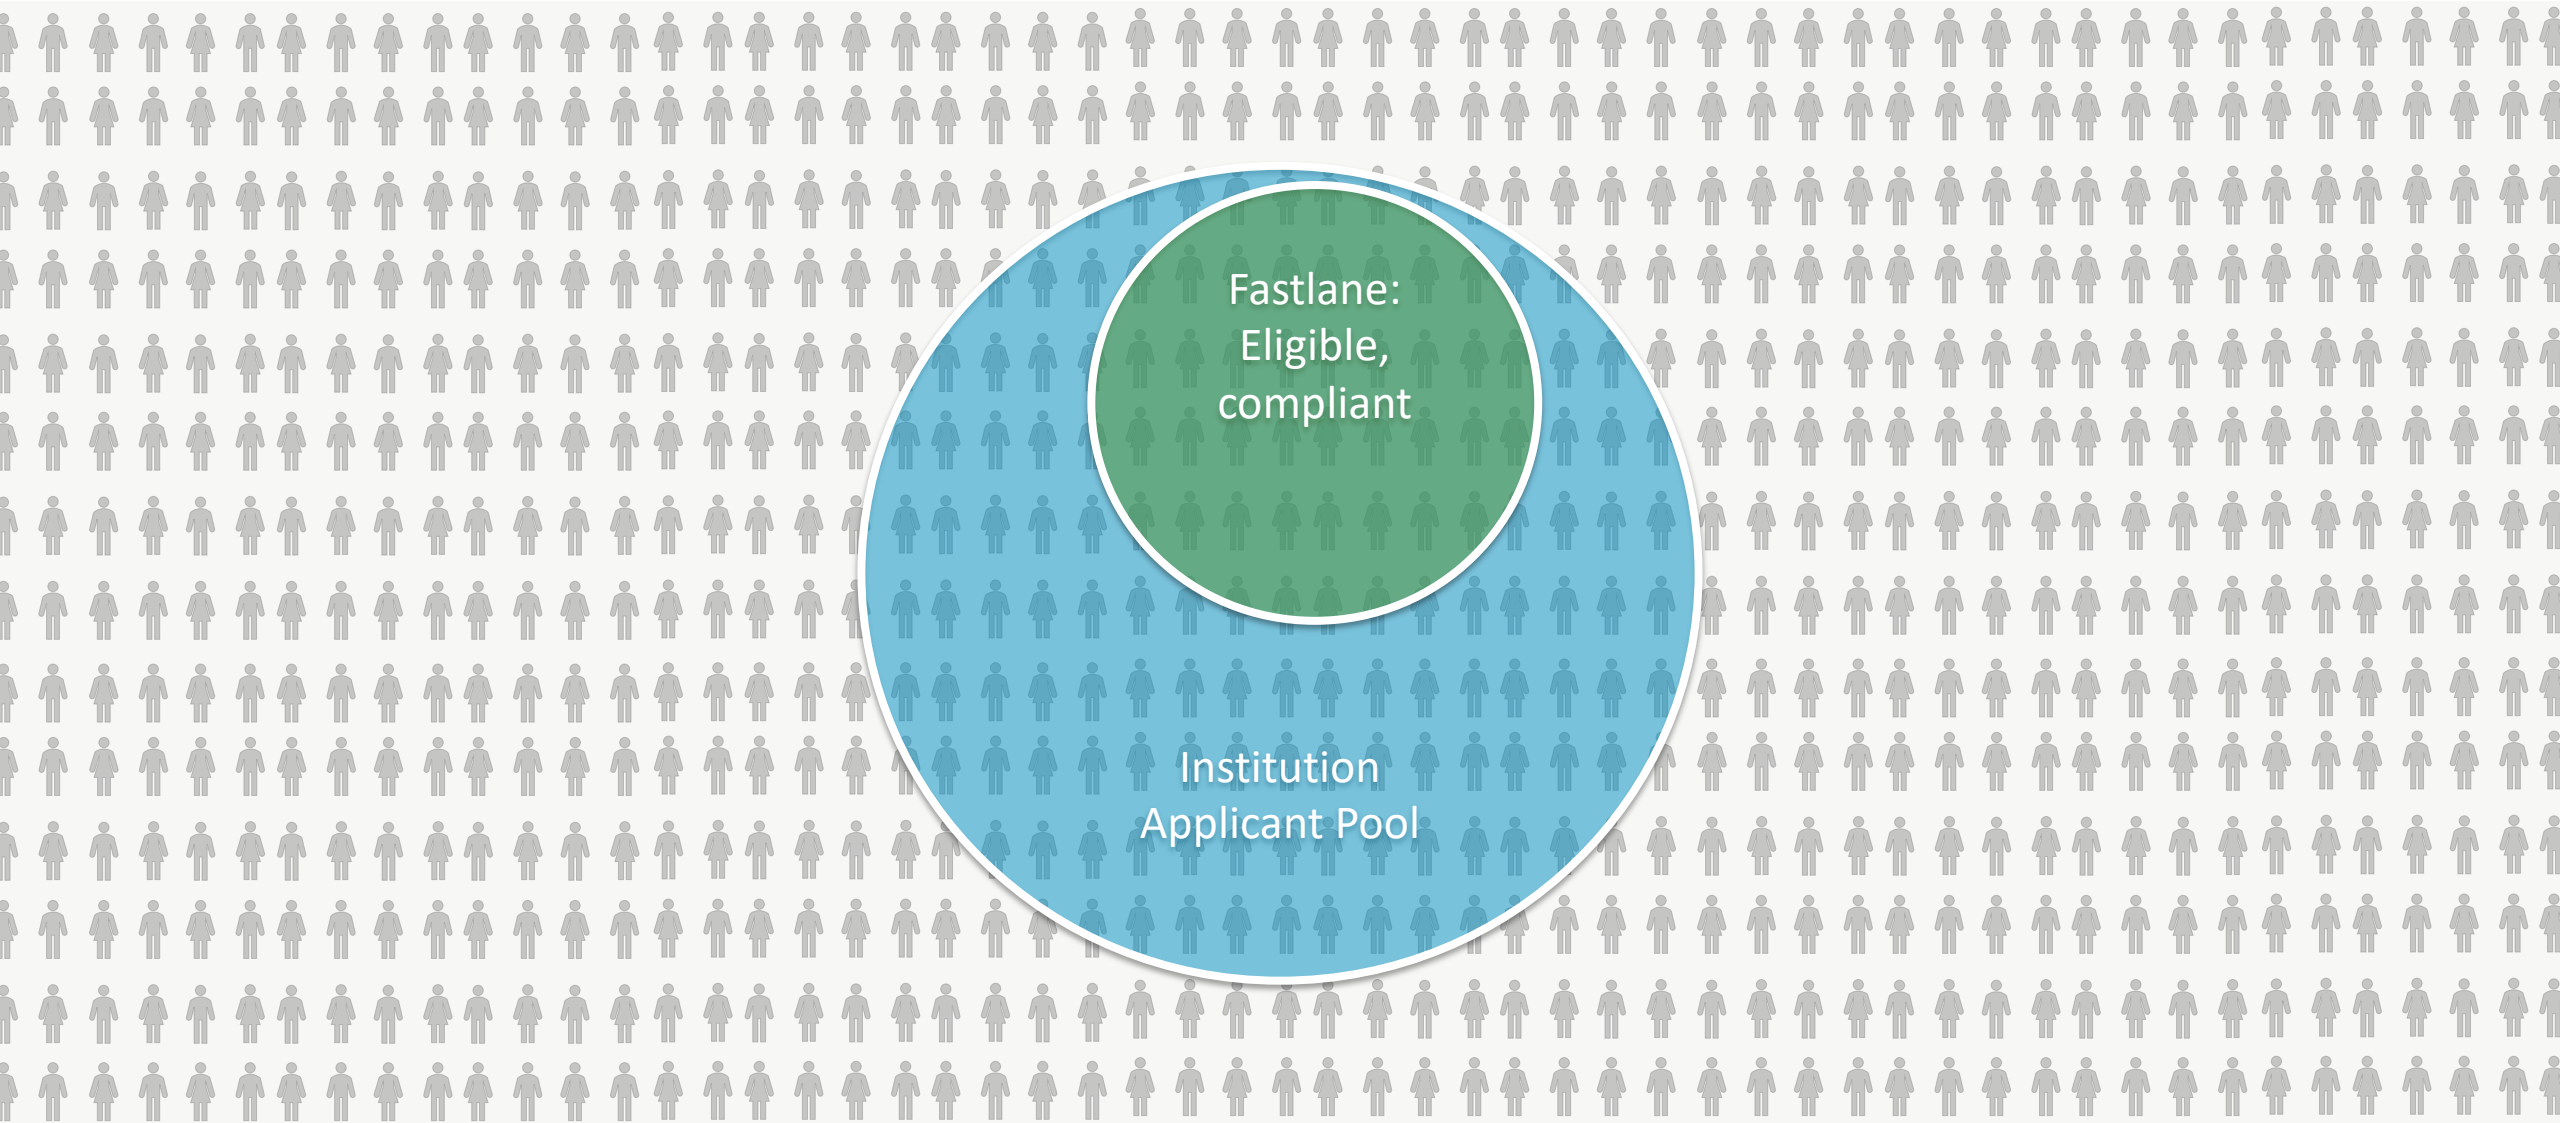 Fastlane:
Eligible,
compliant
Institution
Applicant Pool